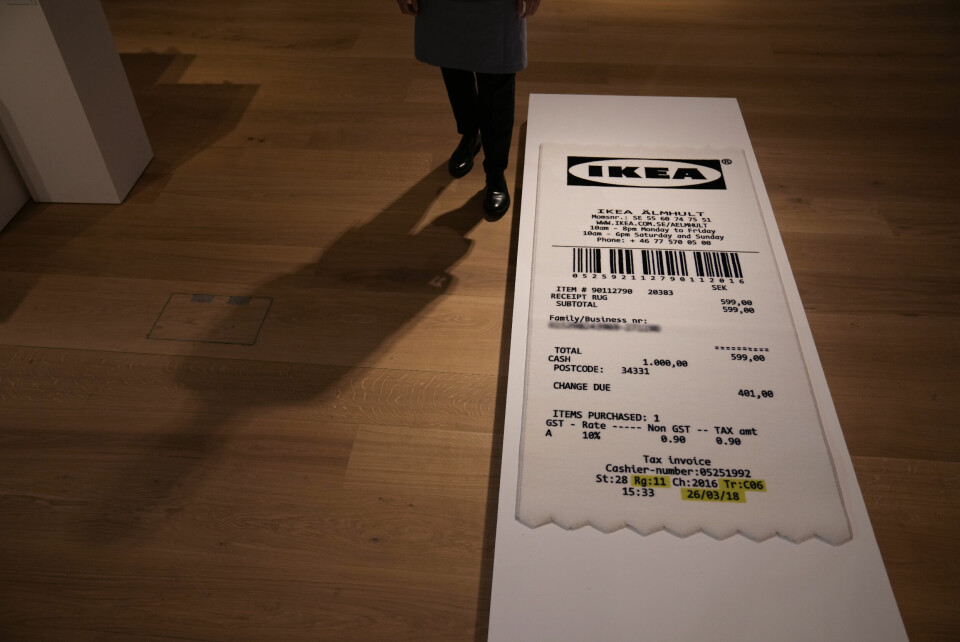 IKEA®
IKEA ÄLMHULT
Momsnr.: SE 55 60 74 75 51
WWW.IKEA.COM.SE/AELMHULT
10am - 8pm Monday to Friday
10am - 6pm Saturday and Sunday
Phone: + 46 77 570 05 00
052592112790112016
SEK
ITEM # 90112790 20383
RECEIPT RUG 599,00
SUBTOTAL 599,00
Family/Business nr:
==========
TOTAL 599,00
CASH 1.000,00
POSTCODE: 34331
CHANGE DUE 401,00
ITEMS PURCHASED: 1
GST - Rate ----- Non GST -- TAX amt
A 10% 0.90 0.90
Tax invoice
Cashier-number:05251992
St:28 Rg:11 Ch:2016 Tr:C06
15:33 26/03/18